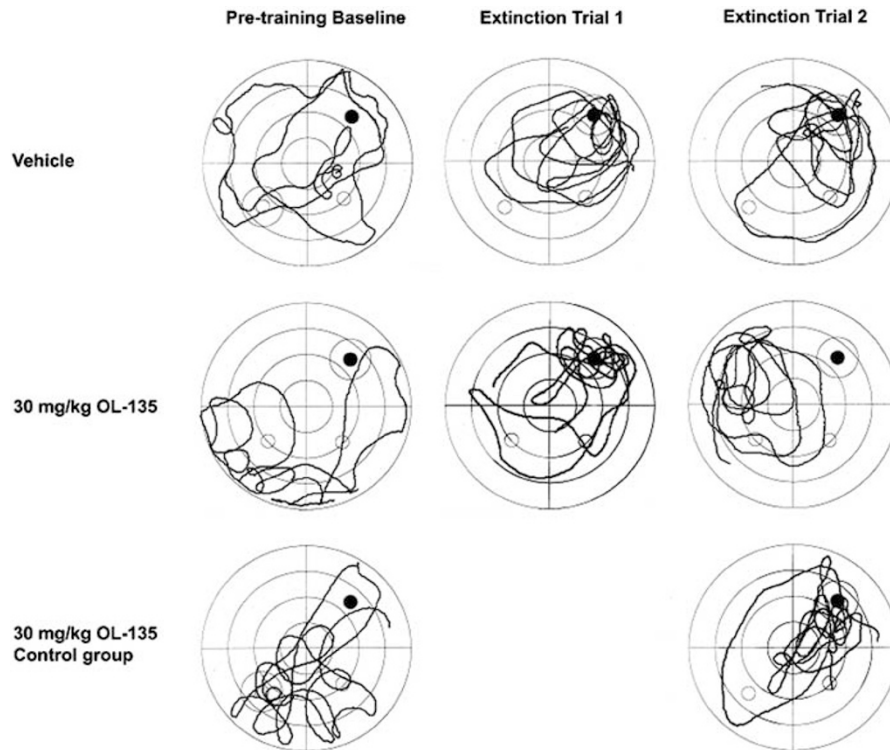 Pre-training Baseline Extinction Trial 1 Extinction Trial 2
Vehicle
30 mg/kg OL-135
30 mg/kg OL-135
Control group